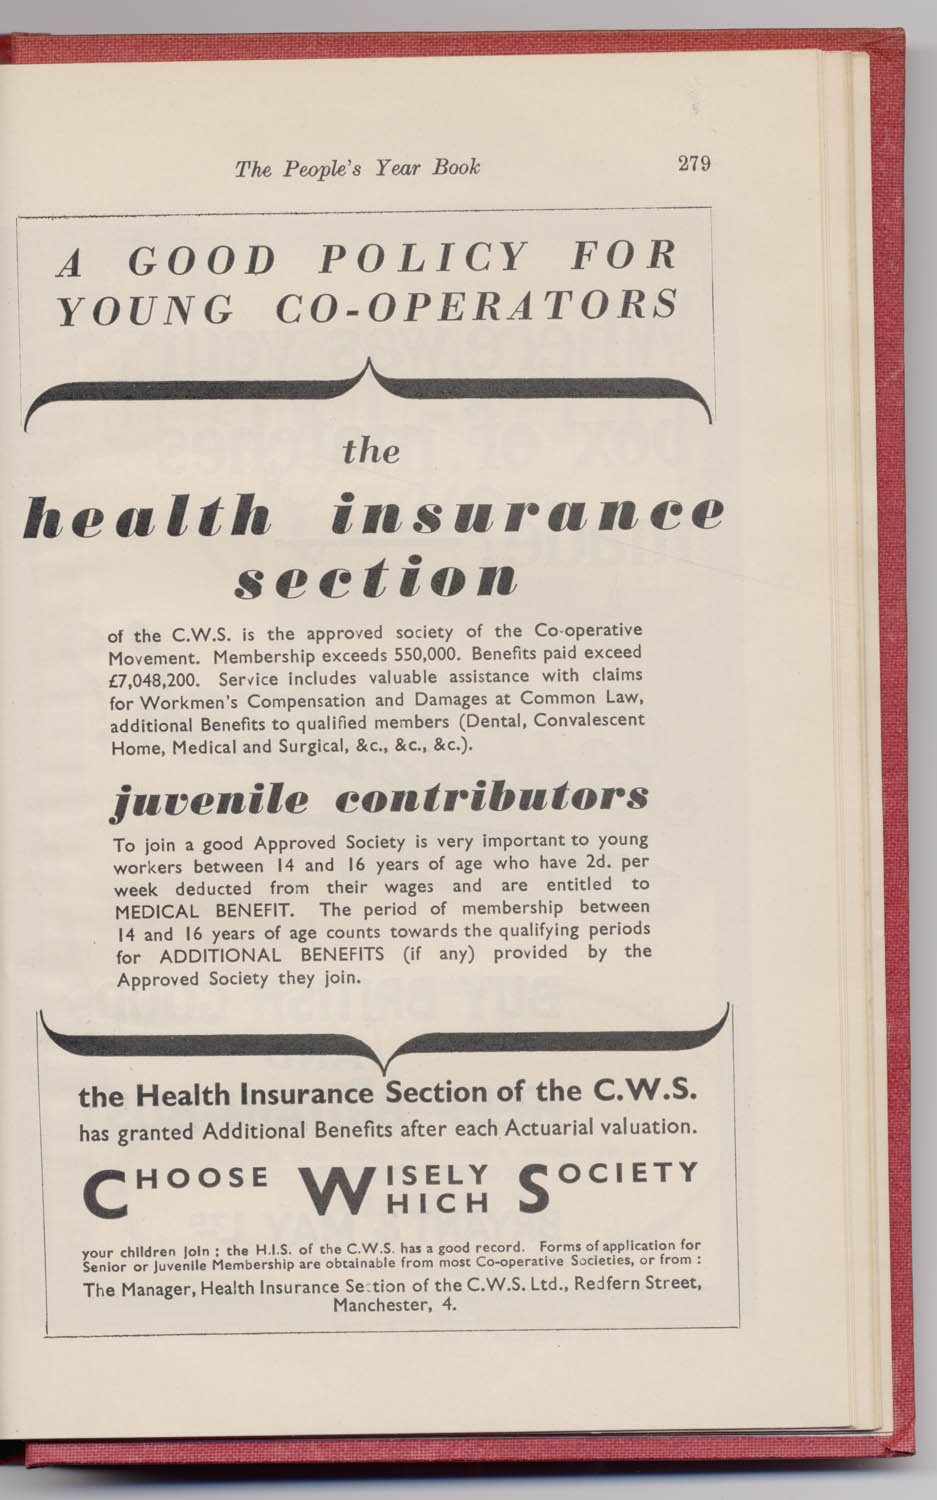 The People's Year Book 279
A GOOD POLICY FOR
YOUNG CO-OPERATORS
the
health insurance
section
of the C.W.S. is the approved society of the Co-operative
Movement. Membership exceeds 550,000. Benefits paid exceed
£7,048,200. Service includes valuable assistance with claims
for Workmen's Compensation and Damages at Common Law,
additional Benefits to qualified members (Dental, Convalescent
Home, Medical and Surgical, &c., &c., &c.).
juvenile contributors
To join a good Approved Society is very important to young
workers between 14 and 16 years of age who have 2d. per
week deducted from their wages and are entitled to
MEDICAL BENEFIT. The period of membership between
14 and 16 years of age counts towards the qualifying periods
for ADDITIONAL BENEFITS (if any) provided by the
Approved Society they join.
the Health Insurance Section of the C.W.S.
has granted Additional Benefits after each Actuarial valuation.
CHOOSE WISELY WHICH SOCIETY
your children join ; the H.I.S. of the C.W.S. has a good record. Forms of application for
Senior or Juvenile Membership are obtainable from most Co-operative Societies, or from :
The Manager, Health Insurance Section of the C.W.S. Ltd., Redfern Street,
Manchester, 4.